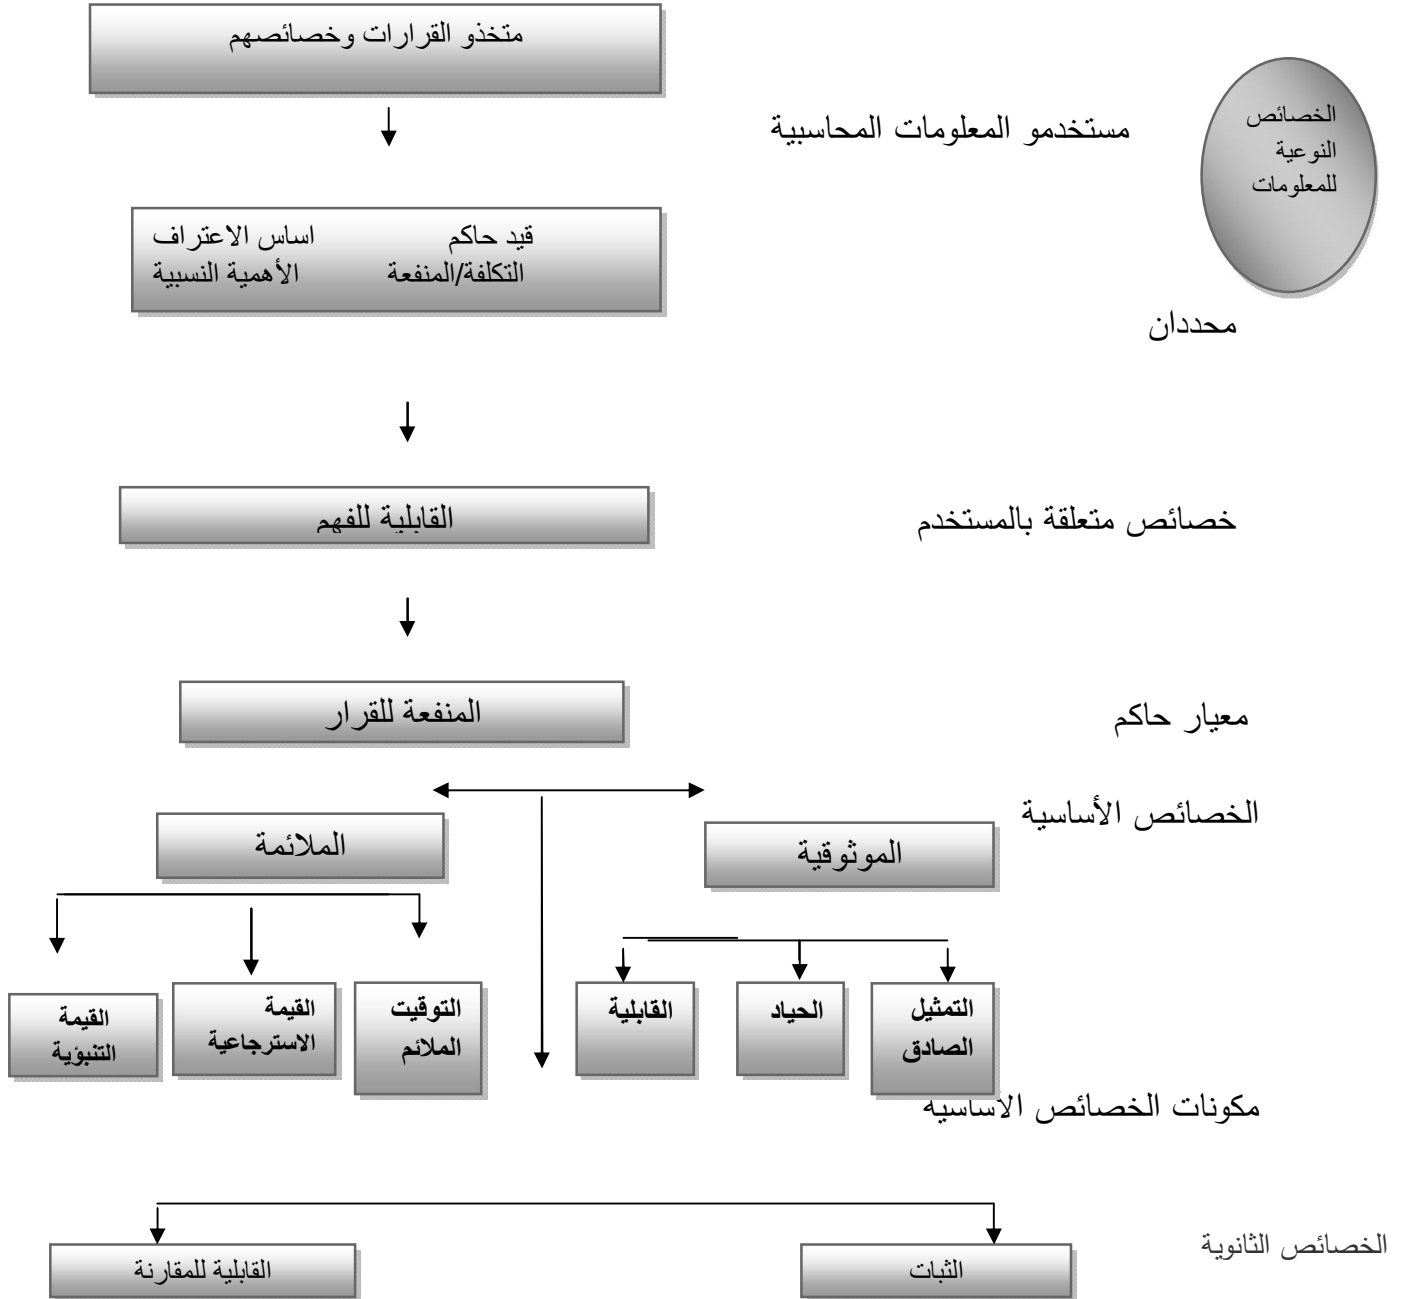 متخذو القرارات وخصائصهم
مستخدمو المعلومات المحاسبية
الخصائص
النوعية
للمعلومات
قيد حاكم اساس الاعتراف
التكلفة/المنفعة الأهمية النسبية
محددان
خصائص متعلقة بالمستخدم
القابلية للفهم
معيار حاكم
المنفعة للقرار
الخصائص الأساسية
الموثوقية
الملائمة
التمثيل
الصادق
الحياد
القابلية
التوقيت
الملائم
القيمة
الاسترجاعية
القيمة
التنبؤية
مكونات الخصائص الأساسية
الخصائص الثانوية
الثبات
القابلية للمقارنة